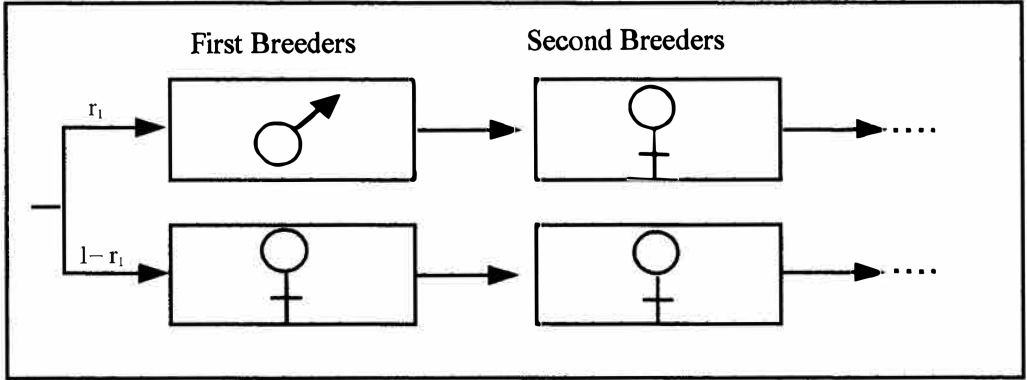 First Breeders
Second Breeders
r₁
.....
1– r₁
.....